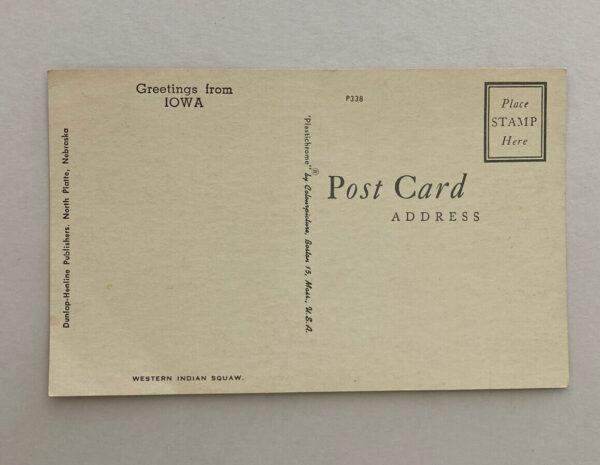 Greetings from
IOWA
Dunlap-Henline Publishers, North Platte, Nebraska
WESTERN INDIAN SQUAW.
"Plastichrome"® by Colourpicture, Boston 15, Mass., U.S.A.
P338
Place
STAMP
Here
Post Card
ADDRESS